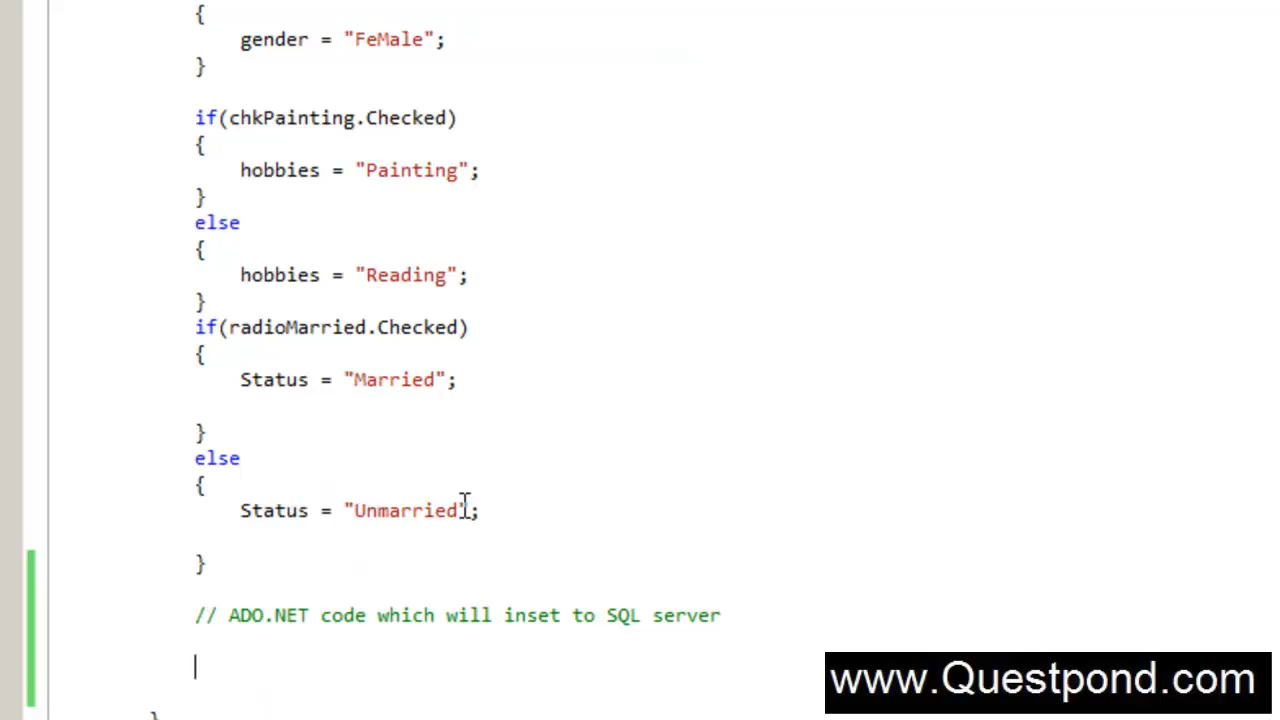 {
gender = "FeMale";
}
if(chkPainting.Checked)
{
hobbies = "Painting";
}
else
{
hobbies = "Reading";
}
if(radioMarried.Checked)
{
Status = "Married";
}
else
{
Status = "Unmarried";
}
// ADO.NET code which will inset to SQL server
www.Questpond.com
}